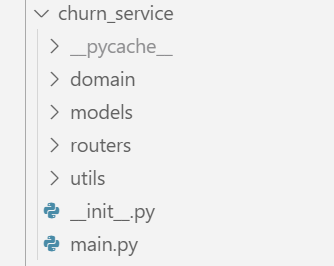 churn_service
__pycache__
domain
models
routers
utils
__init__.py
main.py